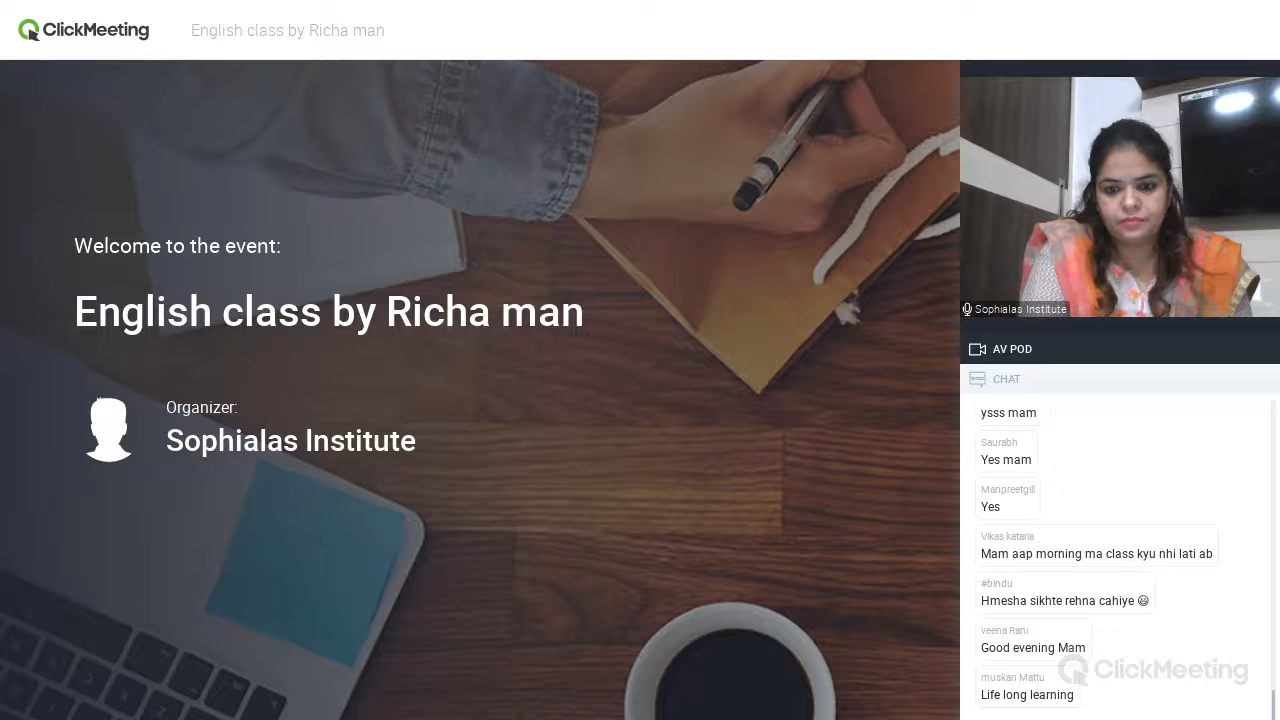 ClickMeeting
English class by Richa man
Welcome to the event:
English class by Richa man
Organizer:
Sophialas Institute
Sophialas Institute
AV POD
CHAT
ysss mam
Saurabh
Yes mam
Manpreetgill
Yes
Vikas kataria
Mam aap morning ma class kyu nhi lati ab
#bindu
Hmesha sikhte rehna cahiye 😃
veena Rani
Good evening Mam
muskan Mattu
Life long learning
ClickMeeting